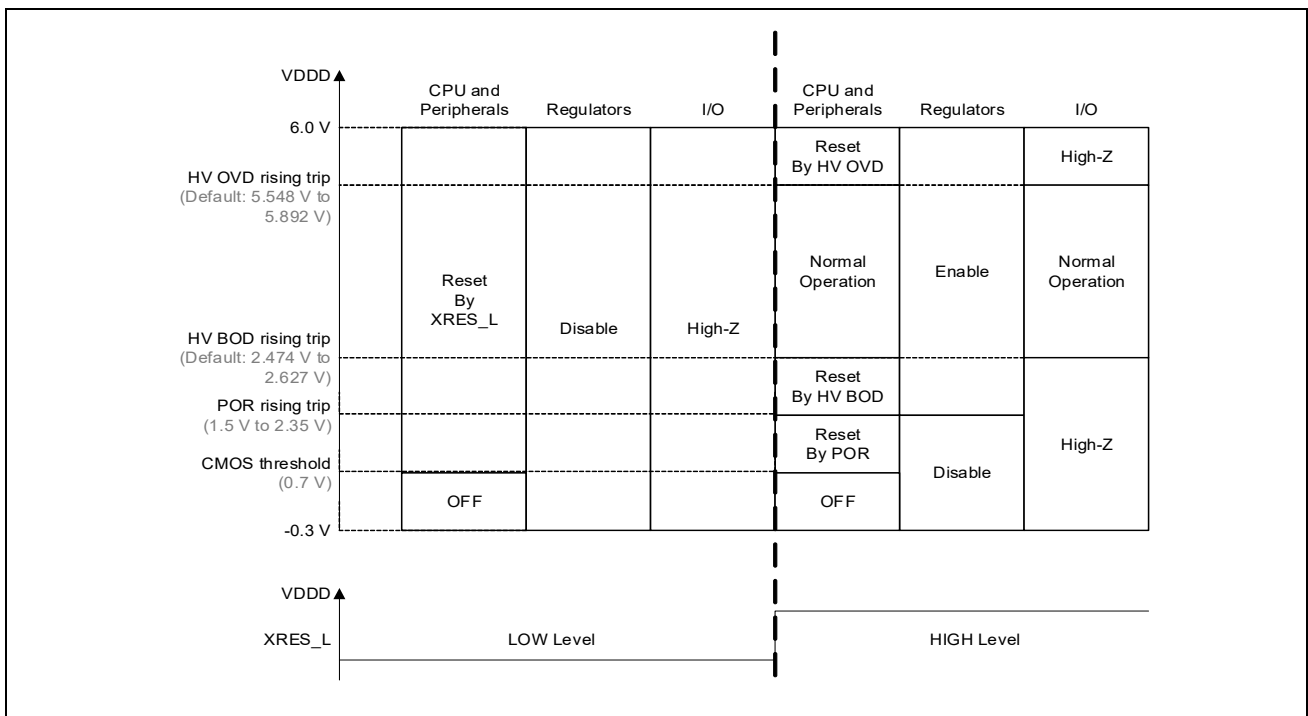 VDDD
CPU and
Peripherals
Regulators
I/O
CPU and
Peripherals
Regulators
I/O
6.0 V
Reset
By HV OVD
High-Z
HV OVD rising trip
(Default: 5.548 V to
5.892 V)
Reset
By
XRES_L
Disable
High-Z
Normal
Operation
Enable
Normal
Operation
HV BOD rising trip
(Default: 2.474 V to
2.627 V)
Reset
By HV BOD
POR rising trip
(1.5 V to 2.35 V)
Reset
By POR
High-Z
CMOS threshold
(0.7 V)
Disable
OFF
OFF
-0.3 V
VDDD
XRES_L
LOW Level
HIGH Level